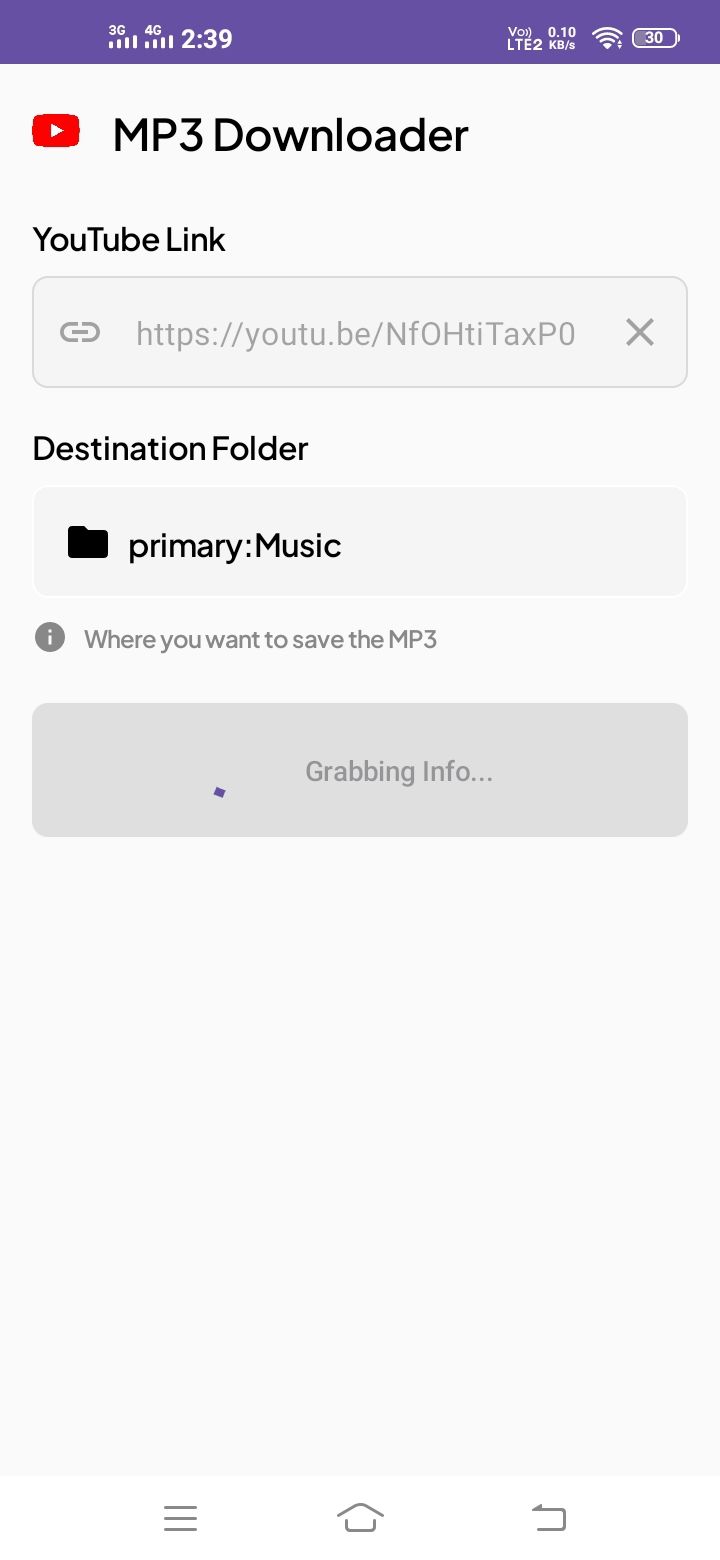 3G 4G 2:39 Vo)) LTE2 0.10 KB/s 30
MP3 Downloader
YouTube Link
https://youtu.be/NfOHtiTaxP0
Destination Folder
primary:Music
Where you want to save the MP3
Grabbing Info...